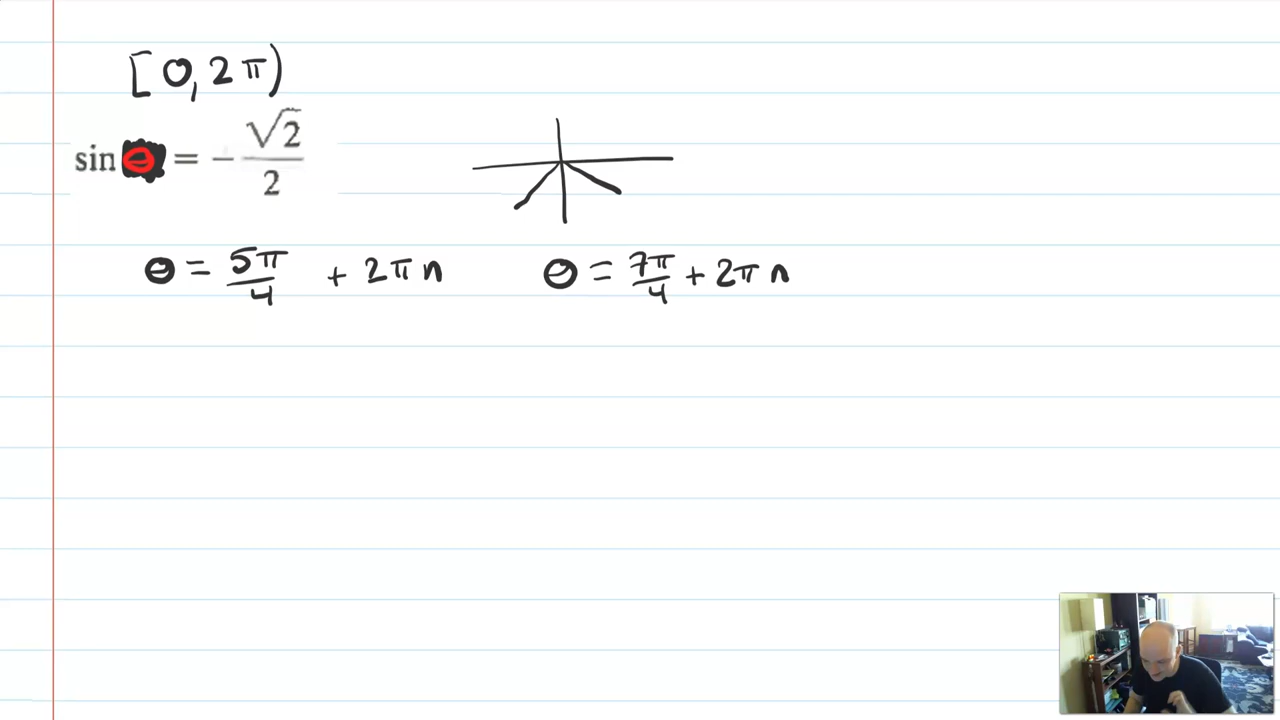 [0, 2π)
sin θ = - √2/2
θ = 5π/4 + 2πn θ = 7π/4 + 2πn